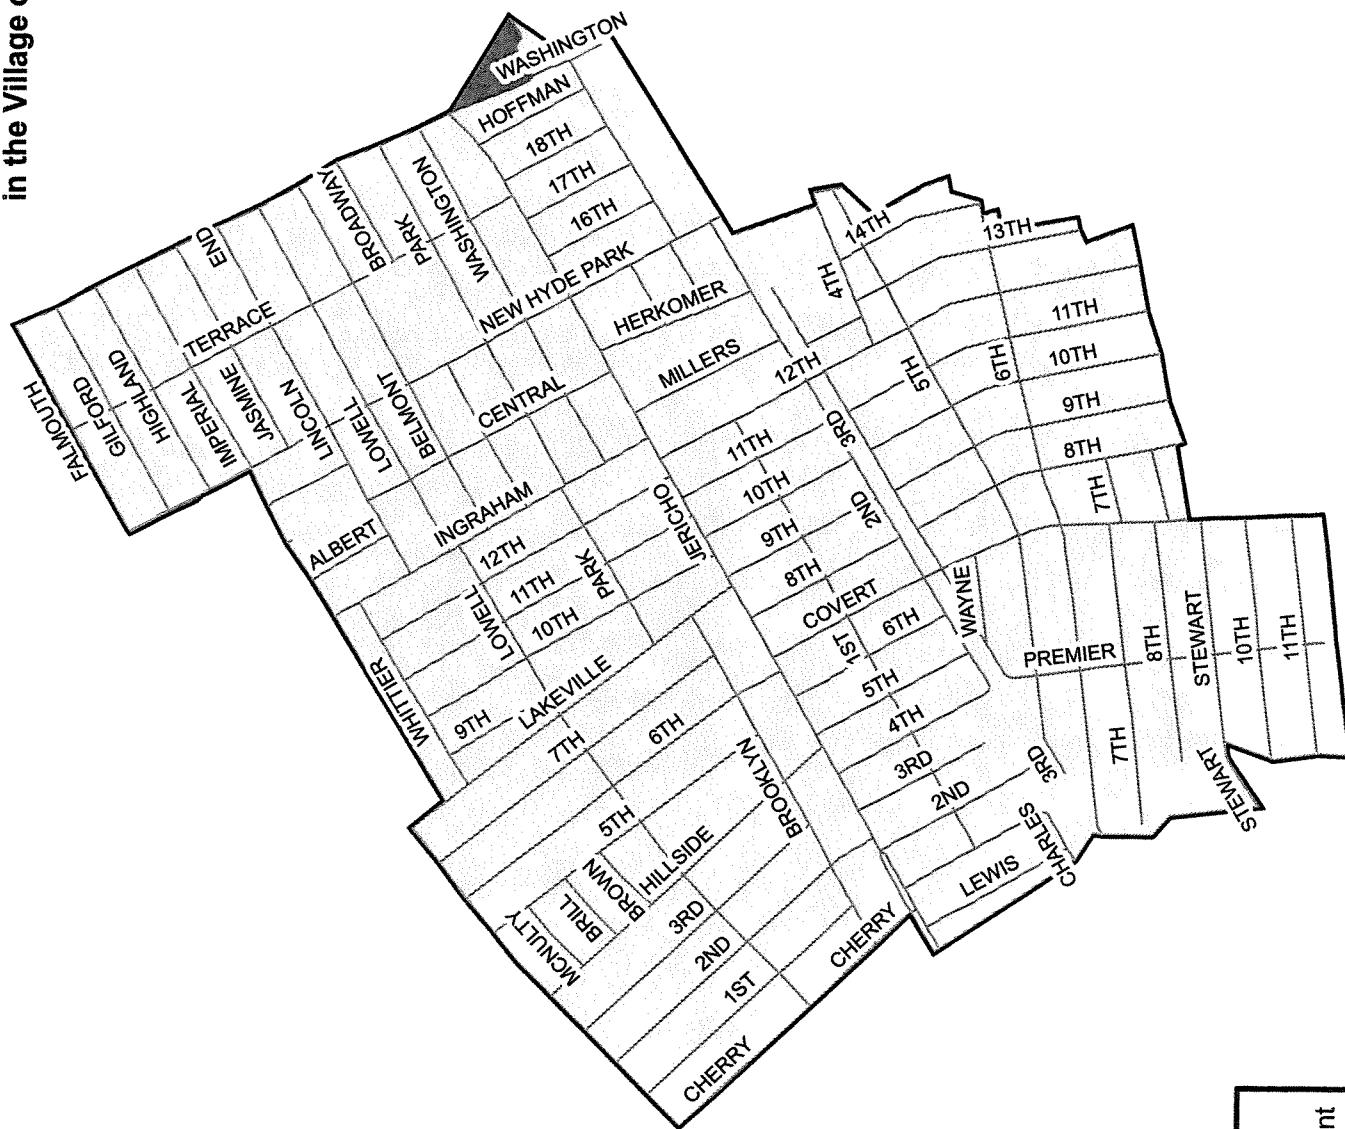 in the Village o
WASHINGTON
HOFFMAN
18TH
17TH
16TH
WASHINGTON
PARK
BROADWAY
END
NEW HYDE PARK
TERRACE
HERKOMER
MILLERS
CENTRAL
FALMOUTH
GILFORD
HIGHLAND
IMPERIAL
JASMINE
LINCOLN
LOWELL
BELMONT
14TH
13TH
4TH
12TH
5TH
6TH
11TH
10TH
9TH
8TH
7TH
3RD
11TH
10TH
2ND
9TH
8TH
JERICHO
INGRAHAM
ALBERT
12TH
11TH
PARK
10TH
LOWELL
COVERT
WAYNE
6TH
1ST
5TH
4TH
3RD
2ND
PREMIER
8TH
STEWART
10TH
11TH
WHITTIER
9TH
LAKEVILLE
7TH
6TH
BROOKLYN
5TH
HILLSIDE
BROWN
BRILL
MCNULTY
3RD
2ND
1ST
CHERRY
CHERRY
LEWIS
CHARLES
3RD
7TH
STEWART
nt